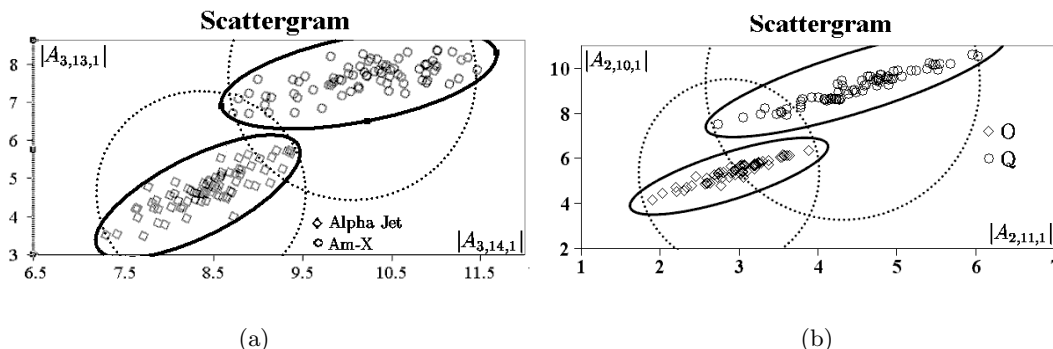 Scattergram
|A3,13,1|
8
7
6
5
4
3
6.5 7.5 8.5 9.5 10.5 11.5
Alpha Jet
Am-X
|A3,14,1|
(a)
Scattergram
|A2,10,1|
10
8
6
4
2
1 2 3 4 5 6 7
O
Q
|A2,11,1|
(b)